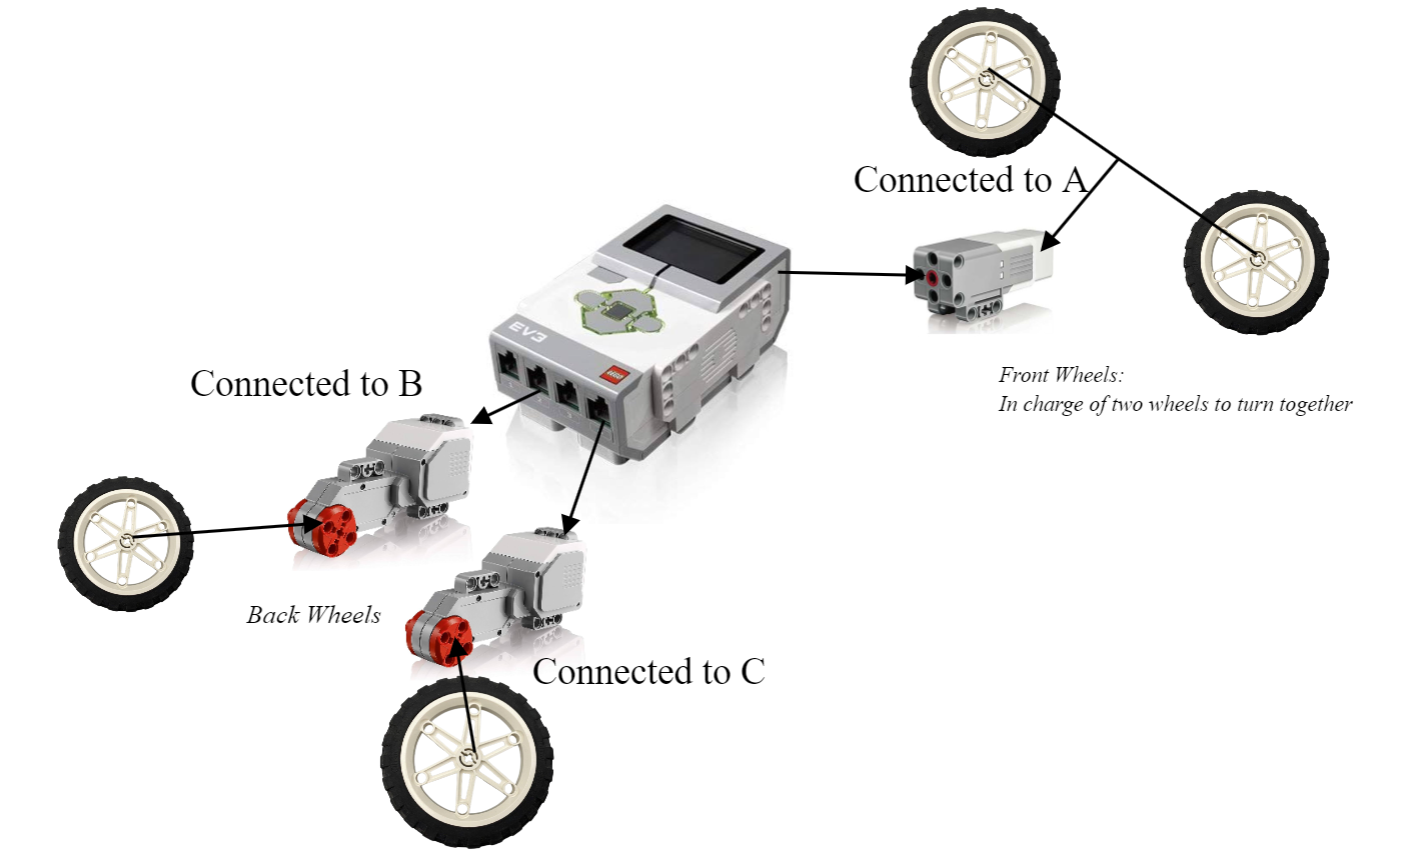 Connected to A
EV3
LEGO
Connected to B
Front Wheels:
In charge of two wheels to turn together
Back Wheels
Connected to C